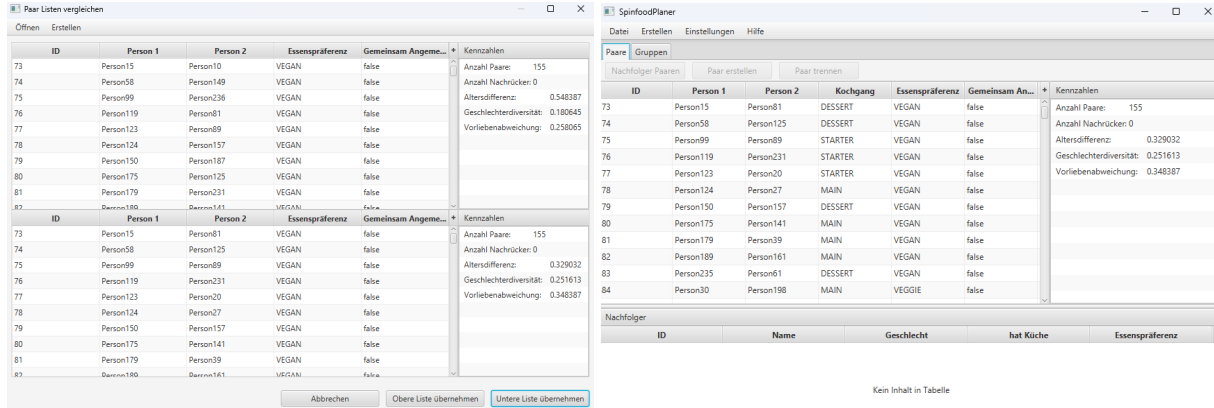 Paar Listen vergleichen
Öffnen Erstellen
ID Person 1 Person 2 Essenspräferenz Gemeinsam Angeme... + Kennzahlen
73 Person15 Person10 VEGAN false
74 Person58 Person149 VEGAN false
75 Person99 Person236 VEGAN false
76 Person119 Person81 VEGAN false
77 Person123 Person89 VEGAN false
78 Person124 Person157 VEGAN false
79 Person150 Person187 VEGAN false
80 Person175 Person125 VEGAN false
81 Person179 Person231 VEGAN false
82 Person189 Person141 VEGAN false
Anzahl Paare: 155
Anzahl Nachrücker: 0
Altersdifferenz: 0.548387
Geschlechterdiversität: 0.180645
Vorliebenabweichung: 0.258065
ID Person 1 Person 2 Essenspräferenz Gemeinsam Angeme... + Kennzahlen
73 Person15 Person81 VEGAN false
74 Person58 Person125 VEGAN false
75 Person99 Person89 VEGAN false
76 Person119 Person231 VEGAN false
77 Person123 Person20 VEGAN false
78 Person124 Person27 VEGAN false
79 Person150 Person157 VEGAN false
80 Person175 Person141 VEGAN false
81 Person179 Person39 VEGAN false
82 Person189 Person161 VEGAN false
Anzahl Paare: 155
Anzahl Nachrücker: 0
Altersdifferenz: 0.329032
Geschlechterdiversität: 0.251613
Vorliebenabweichung: 0.348387
Abbrechen Obere Liste übernehmen Untere Liste übernehmen
SpinfoodPlaner
Datei Erstellen Einstellungen Hilfe
Paare Gruppen
Nachfolger Paaren Paar erstellen Paar trennen
ID Person 1 Person 2 Kochgang Essenspräferenz Gemeinsam An... + Kennzahlen
73 Person15 Person81 DESSERT VEGAN false
74 Person58 Person125 DESSERT VEGAN false
75 Person99 Person89 STARTER VEGAN false
76 Person119 Person231 STARTER VEGAN false
77 Person123 Person20 STARTER VEGAN false
78 Person124 Person27 MAIN VEGAN false
79 Person150 Person157 DESSERT VEGAN false
80 Person175 Person141 MAIN VEGAN false
81 Person179 Person39 MAIN VEGAN false
82 Person189 Person161 MAIN VEGAN false
83 Person235 Person61 DESSERT VEGAN false
84 Person30 Person198 MAIN VEGGIE false
Anzahl Paare: 155
Anzahl Nachrücker: 0
Altersdifferenz: 0.329032
Geschlechterdiversität: 0.251613
Vorliebenabweichung: 0.348387
Nachfolger
ID Name Geschlecht hat Küche Essenspräferenz
Kein Inhalt in Tabelle